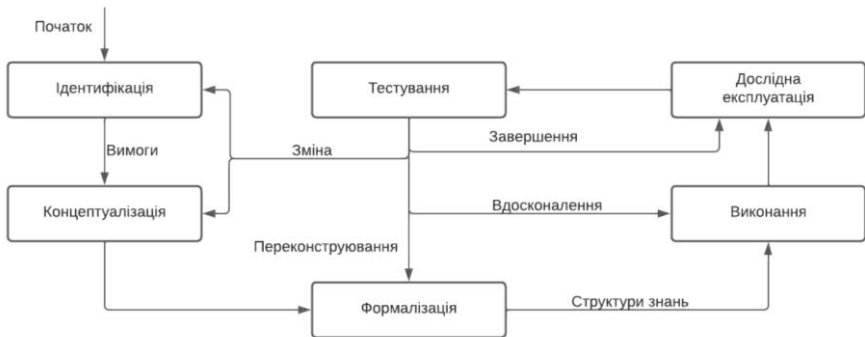 Початок
Ідентифікація
Тестування
Дослідна
експлуатація
Завершення
Вимоги
Зміна
Концептуалізація
Вдосконалення
Виконання
Переконструювання
Формалізація
Структури знань